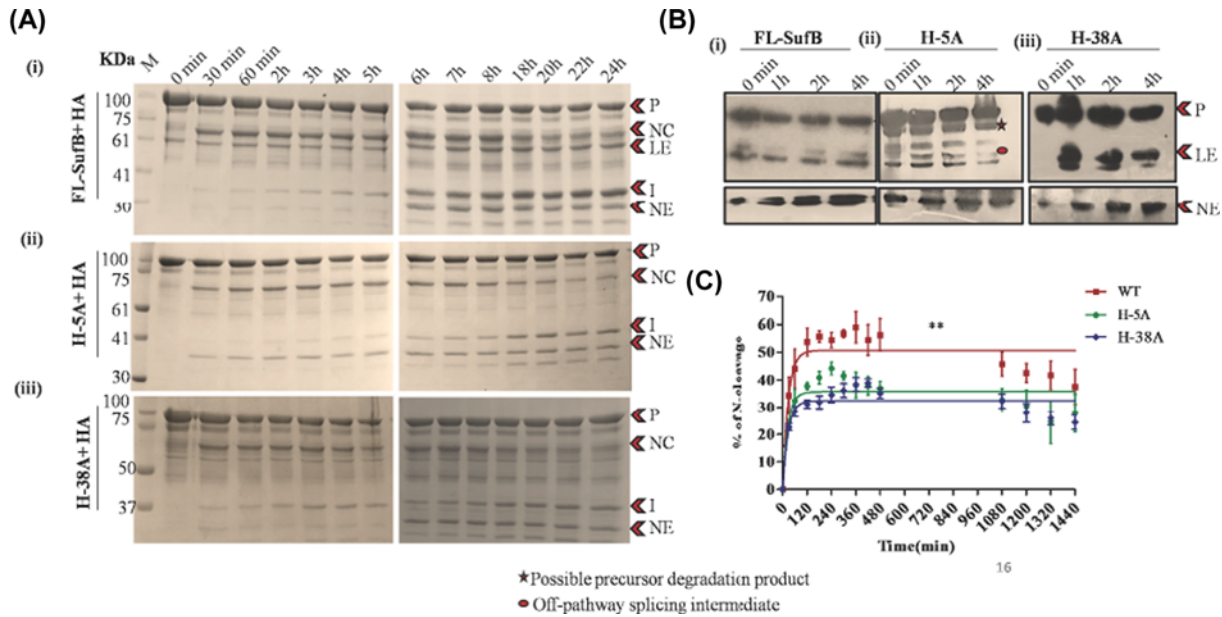 (A)
(i)
KDa
M
0 min
30 min
60 min
2h
3h
4h
5h
6h
7h
8h
18h
20h
22h
24h
FL-SufB+ HA
100
75
61
41
30
P
NC
LE
I
NE
(ii)
H-5A+ HA
100
75
61
41
30
P
NC
I
NE
(iii)
H-38A+ HA
100
75
50
37
P
NC
I
NE
(B)
(i)
FL-SufB
0 min
1h
2h
4h
(ii)
H-5A
0 min
1h
2h
4h
(iii)
H-38A
0 min
1h
2h
4h
P
LE
NE
(C)
% of N-cleavage
70
60
50
40
30
20
10
0
**
WT
H-5A
H-38A
0 120 240 360 480 600 720 840 960 1080 1200 1320 1440
Time(min)
16
Possible precursor degradation product
Off-pathway splicing intermediate